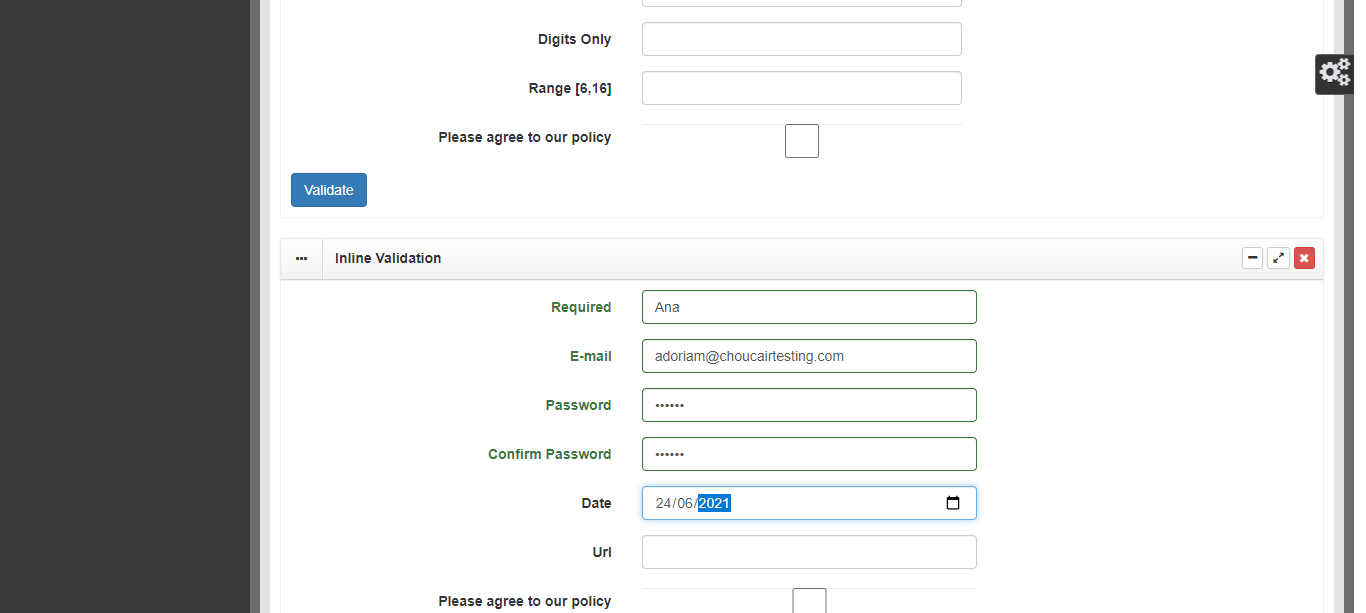 Digits Only
Range [6,16]
Please agree to our policy
Validate
Inline Validation
Required Ana
E-mail adoriam@choucairtesting.com
Password ••••••
Confirm Password ••••••
Date 24/06/2021
Url
Please agree to our policy